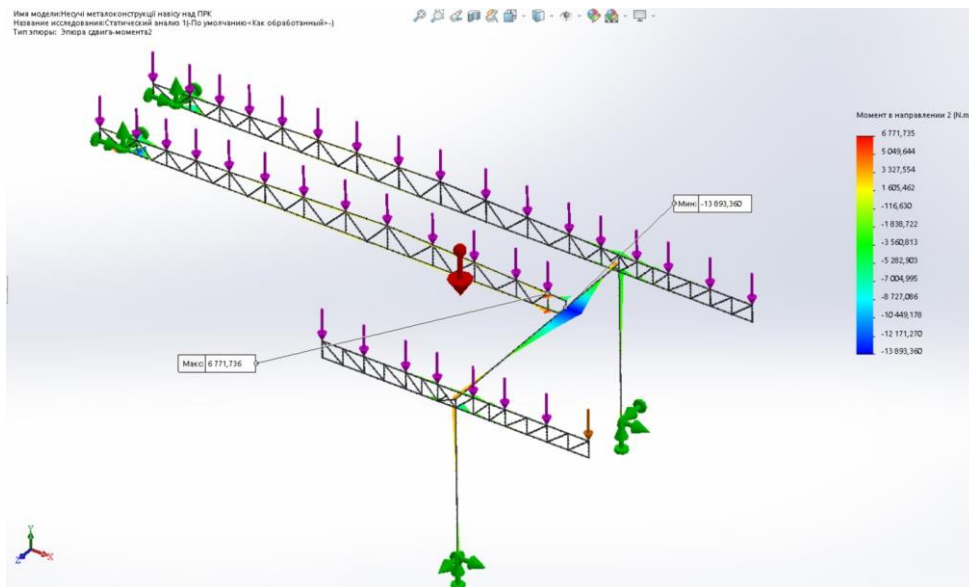 Имя модели:Несучі металоконструкції навісу над ПРК
Название исследования:Статический анализ 1(-По умолчанию<Как обработанный>-)
Тип эпюры: Эпюра сдвига-момента2
Момент в направлении 2 (N.m
6 771,735
5 049,644
3 327,554
1 605,462
-116,630
-1 838,722
-3 560,813
-5 282,903
-7 004,995
-8 727,086
-10 449,178
-12 171,270
-13 893,360
Мин: -13 893,360
Макс: 6 771,736
Y
Z
X